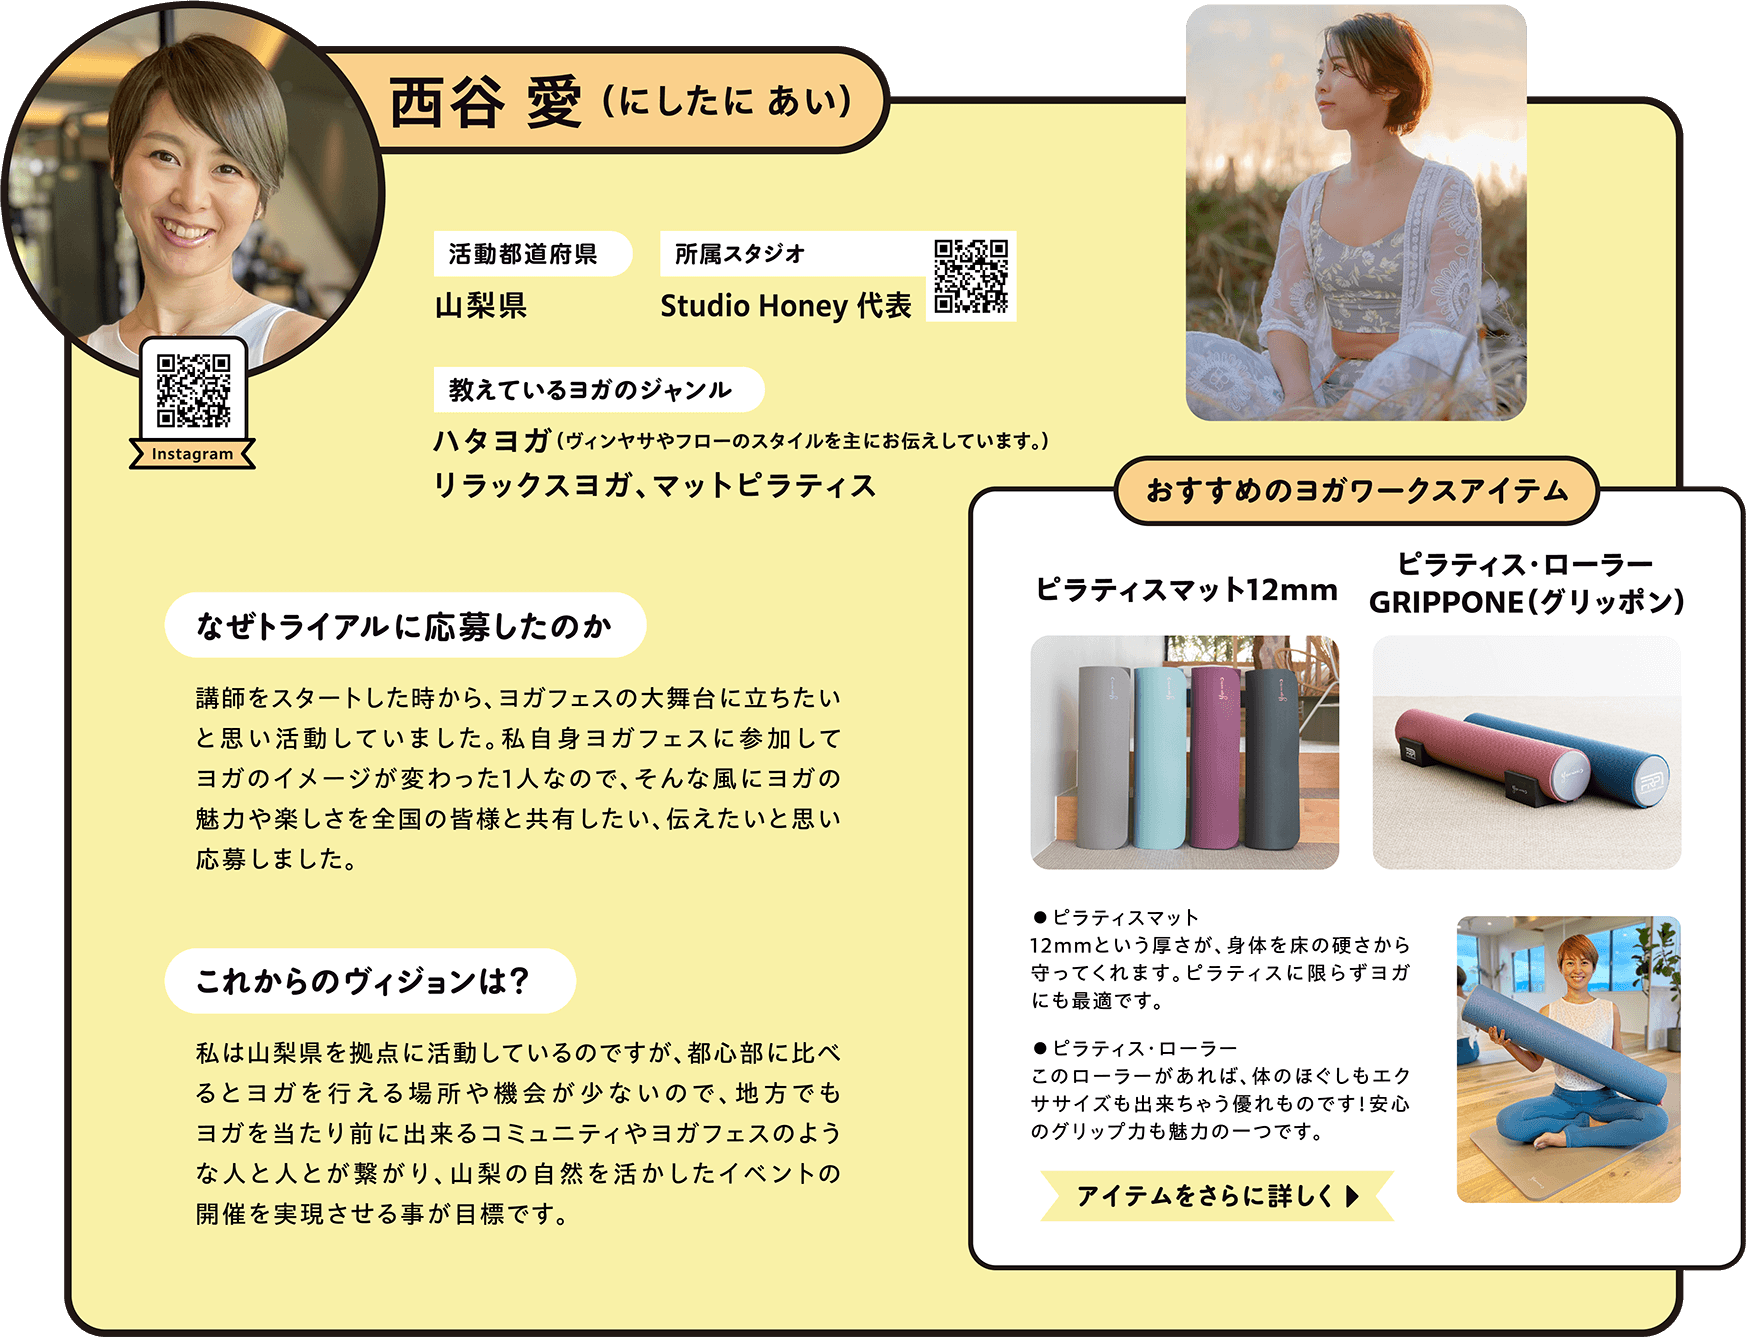 西谷 愛（にしたに あい）
活動都道府県
山梨県
所属スタジオ
Studio Honey 代表
Instagram
教えているヨガのジャンル
ハタヨガ（ヴィンヤサやフローのスタイルを主にお伝えしています。）
リラックスヨガ、マットピラティス
なぜトライアルに応募したのか
講師をスタートした時から、ヨガフェスの大舞台に立ちたい
と思い活動していました。私自身ヨガフェスに参加して
ヨガのイメージが変わった1人なので、そんな風にヨガの
魅力や楽しさを全国の皆様と共有したい、伝えたいと思い
応募しました。
これからのヴィジョンは？
私は山梨県を拠点に活動しているのですが、都心部に比べ
るとヨガを行える場所や機会が少ないので、地方でも
ヨガを当たり前に出来るコミュニティやヨガフェスのよう
な人と人とが繋がり、山梨の自然を活かしたイベントの
開催を実現させる事が目標です。
おすすめのヨガワークスアイテム
ピラティスマット12mm
ピラティス・ローラー
GRIPPONE（グリッポン）
●ピラティスマット
12mmという厚さが、身体を床の硬さから
守ってくれます。ピラティスに限らずヨガ
にも最適です。
●ピラティス・ローラー
このローラーがあれば、体のほぐしもエク
ササイズも出来ちゃう優れものです！安心
のグリップ力も魅力の一つです。
アイテムをさらに詳しく▶